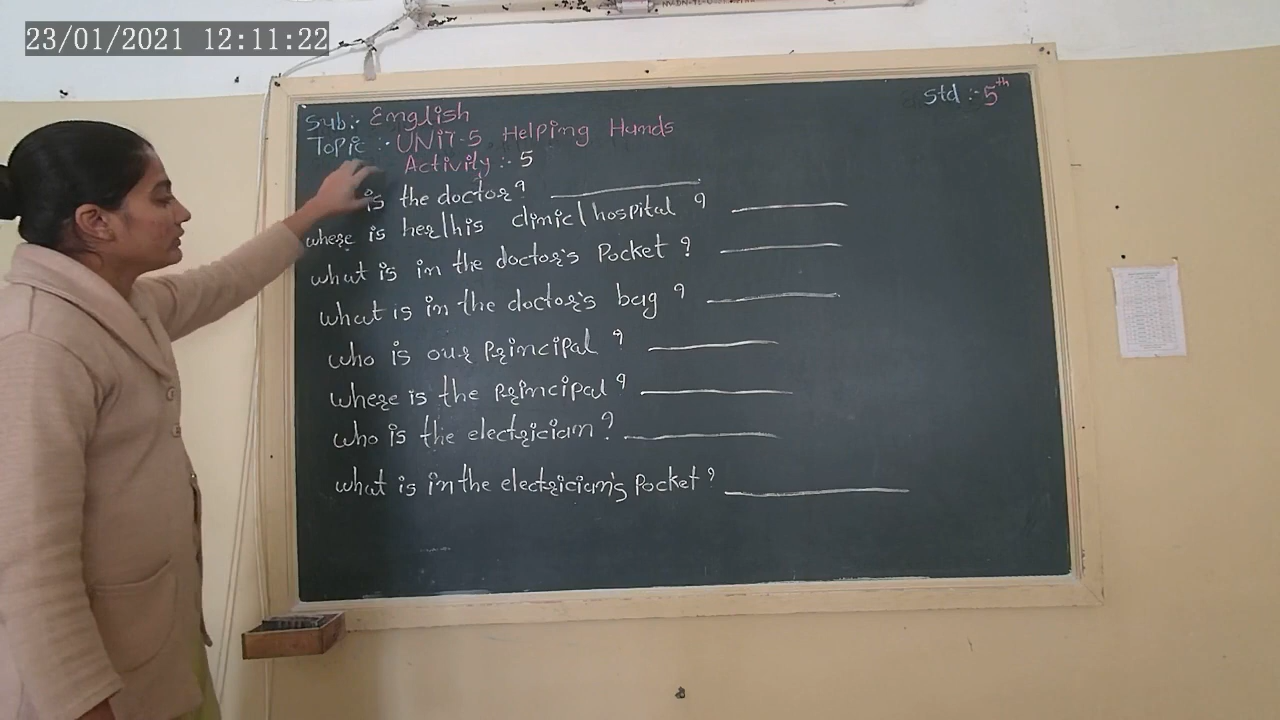 23/01/2021 12:11:22
Sub:- English
Std :- 5th
Topic :- UNIT-5 Helping Hands
Activity :- 5
is the doctor?
where is her/his clinic/hospital ?
what is in the doctor's Pocket ?
what is in the doctor's bag ?
who is our Principal ?
where is the principal ?
who is the electrician ?
what is in the electrician's Pocket ?